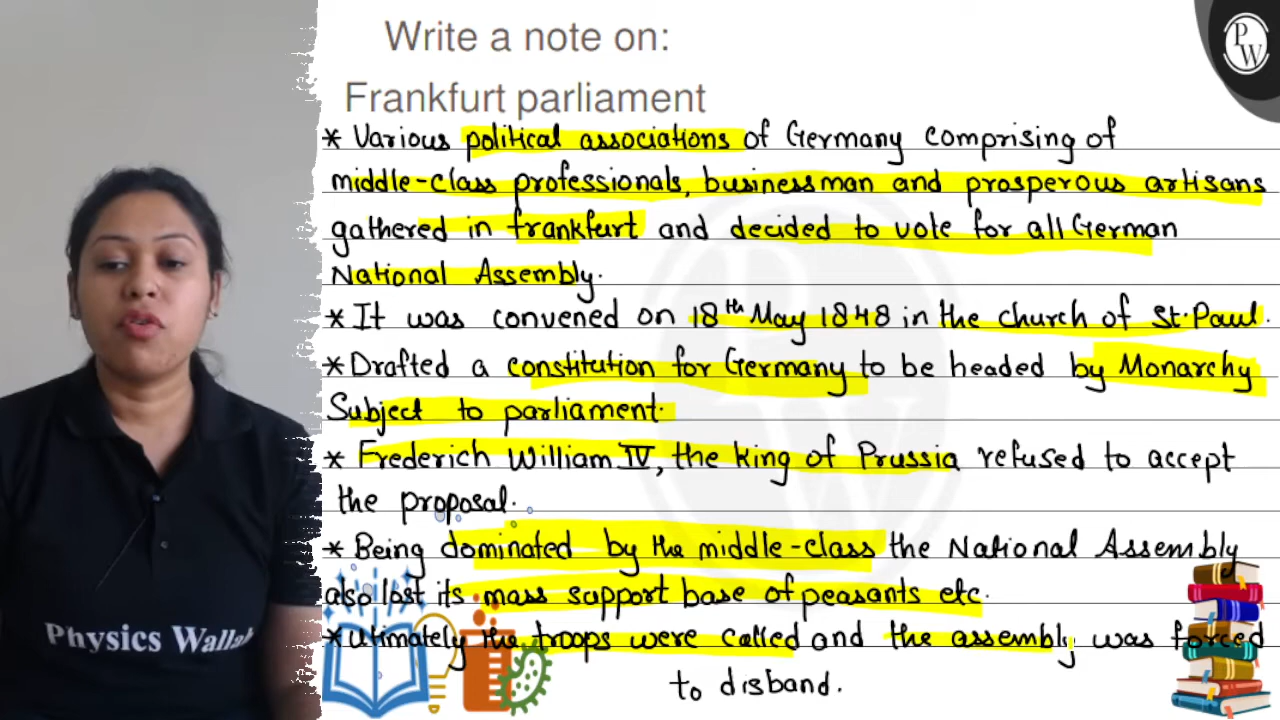 Write a note on:
Frankfurt parliament
* Various political associations of Germany comprising of
middle-class professionals, businessman and prosperous artisans
gathered in frankfurt and decided to vote for all German
National Assembly.
* It was convened on 18th May 1848 in the church of St. Paul.
* Drafted a constitution for Germany to be headed by Monarchy
Subject to parliament.
* Frederich William IV, the king of Prussia refused to accept
the proposal.
* Being dominated by the middle-class the National Assembly
also lost its mass support base of peasants etc.
* Utimately the troops were called and the assembly was forced
to disband.
Physics Wallah
PW